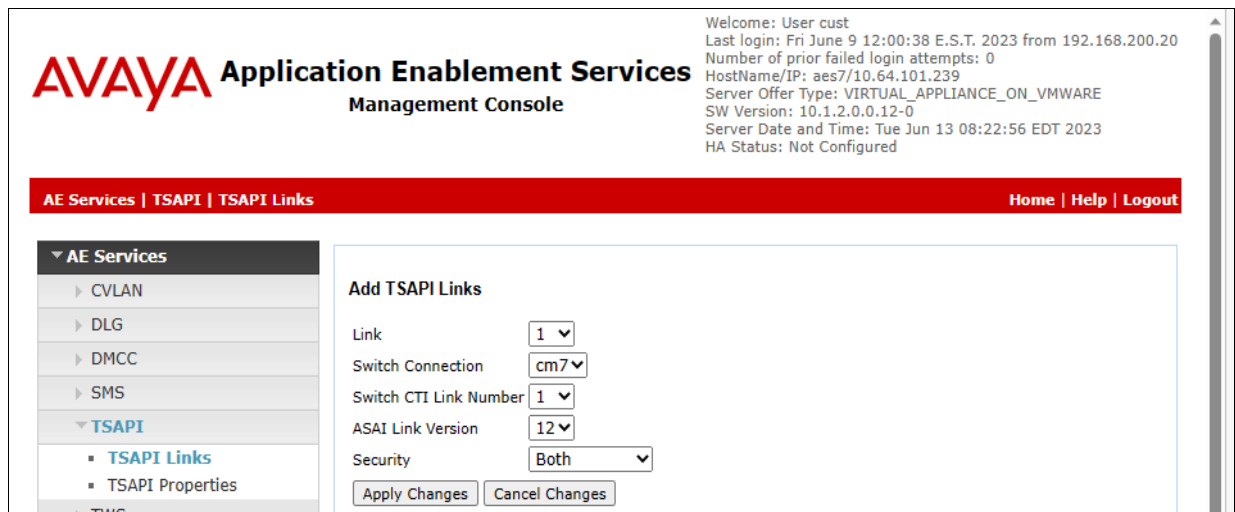 Welcome: User cust
Last login: Fri June 9 12:00:38 E.S.T. 2023 from 192.168.200.20
Number of prior failed login attempts: 0
HostName/IP: aes7/10.64.101.239
Server Offer Type: VIRTUAL_APPLIANCE_ON_VMWARE
SW Version: 10.1.2.0.0.12-0
Server Date and Time: Tue Jun 13 08:22:56 EDT 2023
HA Status: Not Configured
AVAYA Application Enablement Services
Management Console
AE Services | TSAPI | TSAPI Links Home | Help | Logout
AE Services
CVLAN
DLG
DMCC
SMS
TSAPI
TSAPI Links
TSAPI Properties
Add TSAPI Links
Link 1
Switch Connection cm7
Switch CTI Link Number 1
ASAI Link Version 12
Security Both
Apply Changes Cancel Changes